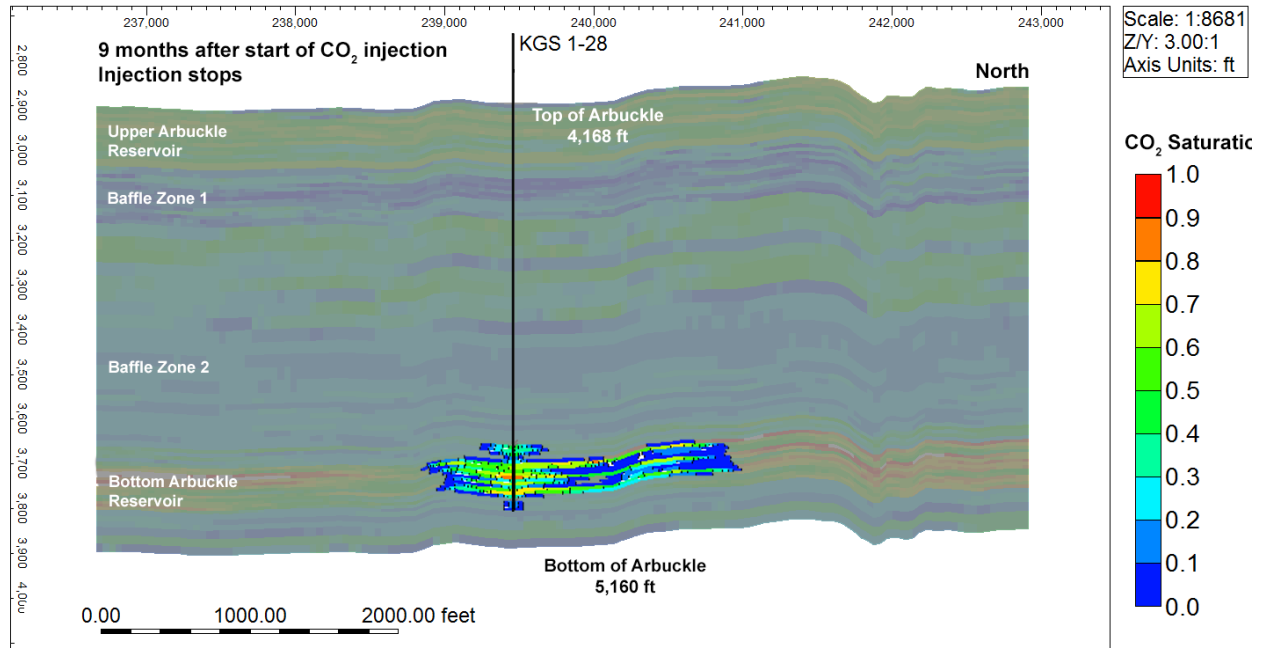 237,000 238,000 239,000 240,000 241,000 242,000 243,000
Scale: 1:8681
Z/Y: 3.00:1
Axis Units: ft
9 months after start of CO₂ injection
Injection stops
KGS 1-28
North
2,800
2,900
3,000
3,100
3,200
3,300
3,400
3,500
3,600
3,700
3,800
3,900
Top of Arbuckle
4,168 ft
Upper Arbuckle
Reservoir
Baffle Zone 1
Baffle Zone 2
Bottom Arbuckle
Reservoir
Bottom of Arbuckle
5,160 ft
0.00 1000.00 2000.00 feet
CO₂ Saturatic
1.0
0.9
0.8
0.7
0.6
0.5
0.4
0.3
0.2
0.1
0.0